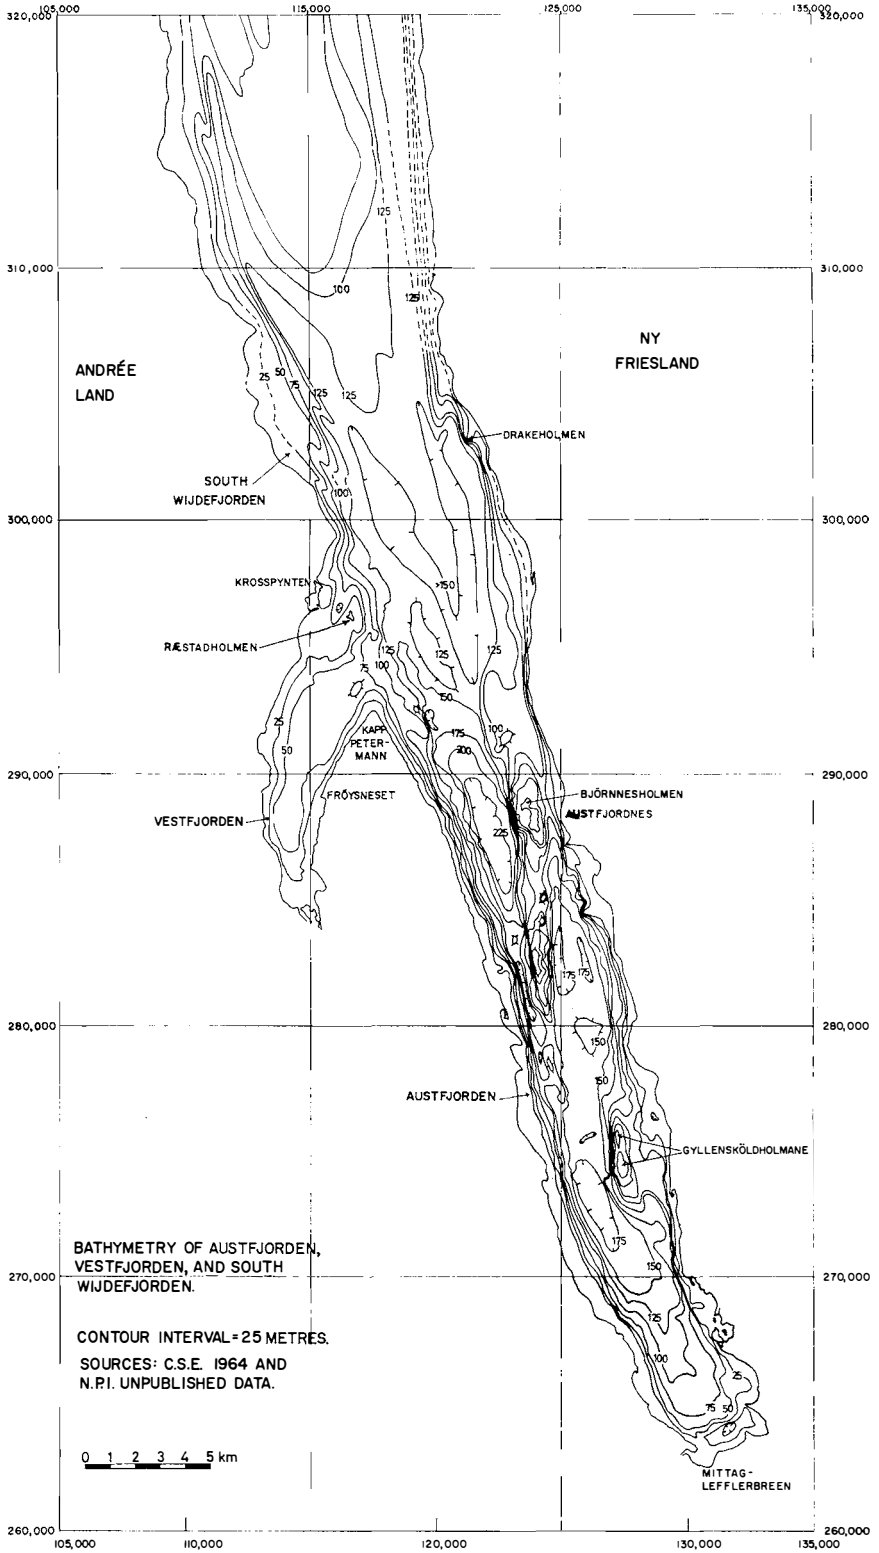 105,000 115,000 125,000 135,000
320,000 320,000
125
310,000 310,000
100
125
NY
FRIESLAND
ANDRÉE
LAND
25 50 75 125 125
DRAKEHOLMEN
SOUTH
WIJDEFJORDEN
100
300,000 300,000
>150
KROSSPYNTEN
RÆSTADHOLMEN
125 125 125
100
75
150
25
100
KAPP
PETER-
MANN
175
200
50
290,000 290,000
FRÖYSNESET
BJÖRNNESHOLMEN
AUSTFJORDNES
VESTFJORDEN
225
175 175
280,000 280,000
150
150
AUSTFJORDEN
GYLLENSKÖLDHOLMANE
175
BATHYMETRY OF AUSTFJORDEN,
VESTFJORDEN, AND SOUTH
WIJDEFJORDEN.
150
270,000 270,000
125
CONTOUR INTERVAL=25 METRES.
100
SOURCES: C.S.E. 1964 AND
N.P.I. UNPUBLISHED DATA.
25
75 50
0 1 2 3 4 5 km
MITTAG-
LEFFLERBREEN
260,000 260,000
105,000 110,000 120,000 130,000 135,000